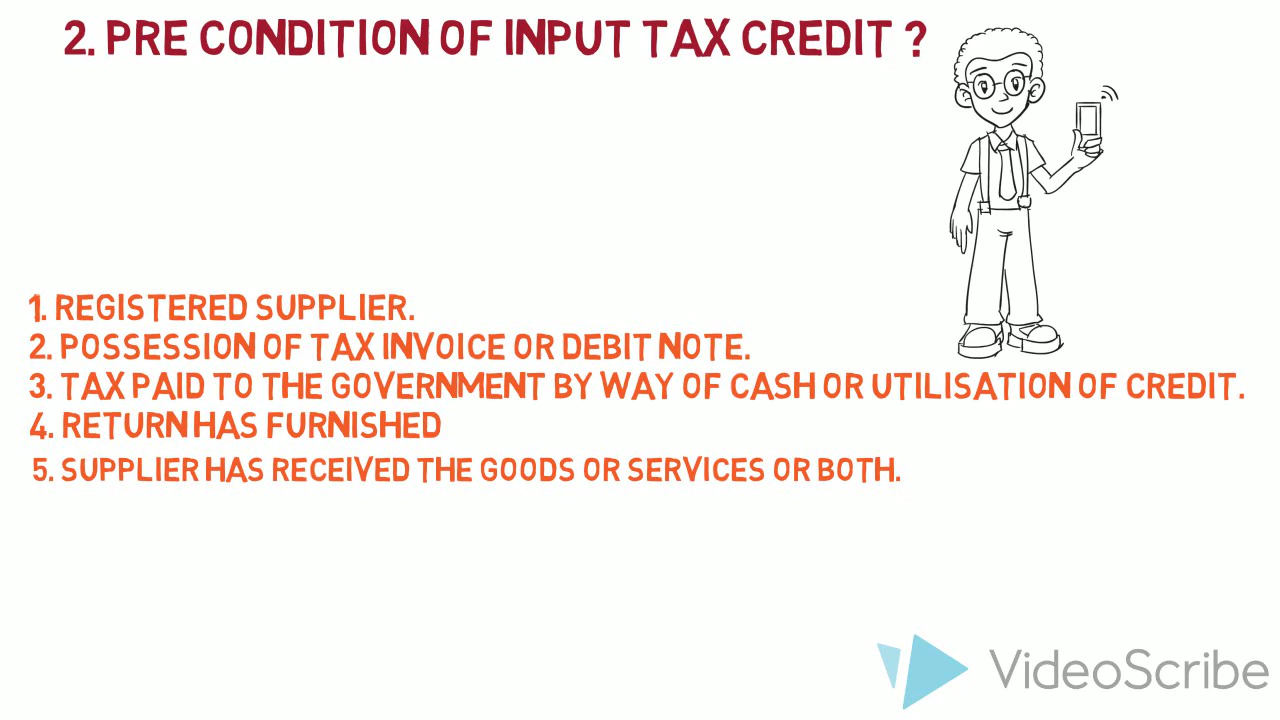 2. PRE CONDITION OF INPUT TAX CREDIT ?
1. REGISTERED SUPPLIER.
2. POSSESSION OF TAX INVOICE OR DEBIT NOTE.
3. TAX PAID TO THE GOVERNMENT BY WAY OF CASH OR UTILISATION OF CREDIT.
4. RETURN HAS FURNISHED
5. SUPPLIER HAS RECEIVED THE GOODS OR SERVICES OR BOTH.
VideoScribe